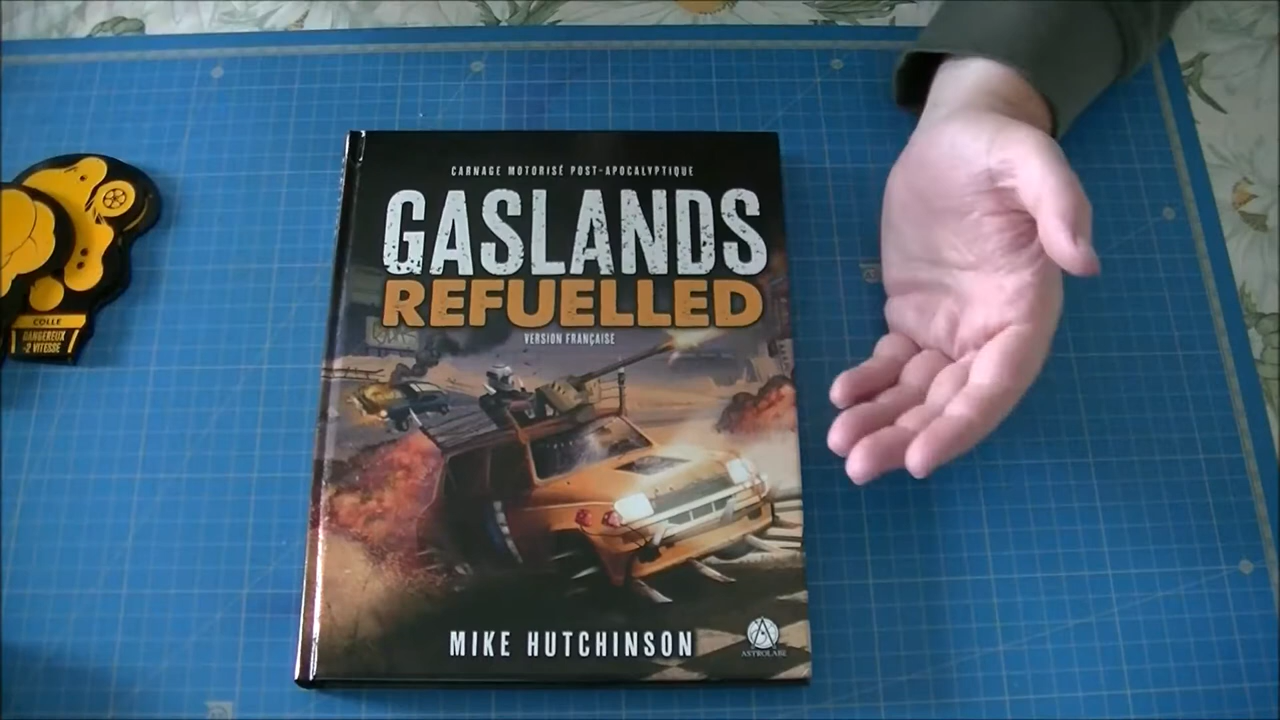 CARNAGE MOTORISÉ POST-APOCALYPTIQUE
GASLANDS
REFUELLED
VERSION FRANÇAISE
MIKE HUTCHINSON
ASTROLABE
COLLE
DANGEREUX
-2 VITESSE